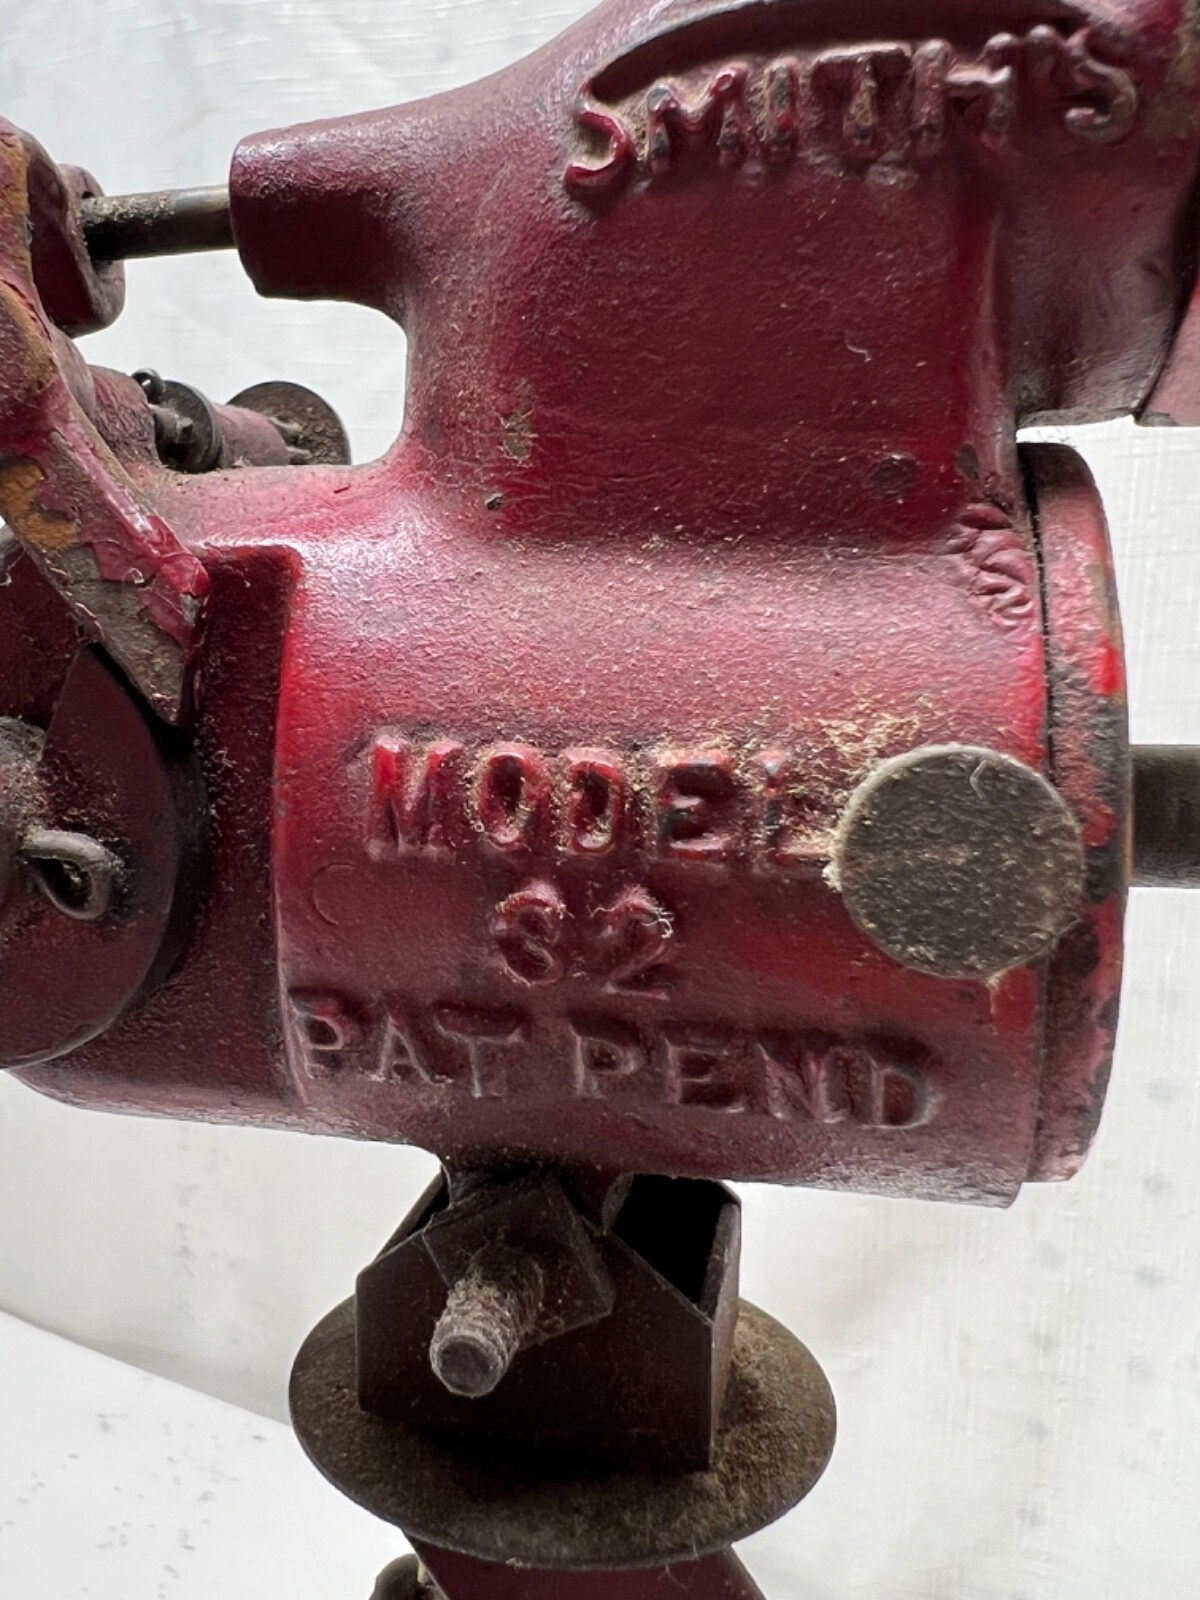 SMITH'S
MODEL
32
PAT PEND